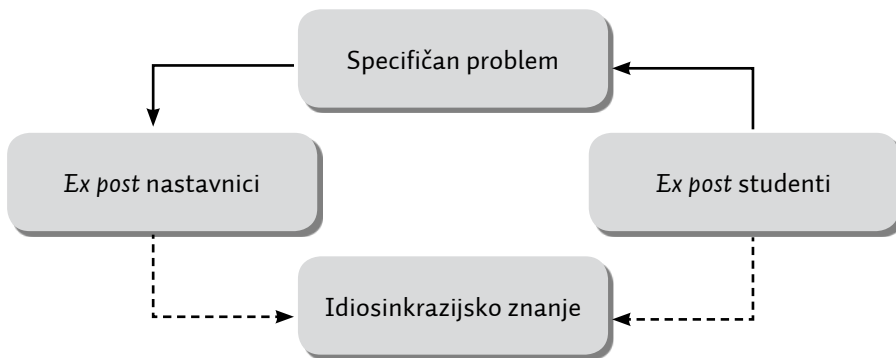 Specifičan problem
Ex post nastavnici
Ex post studenti
Idiosinkrazijsko znanje